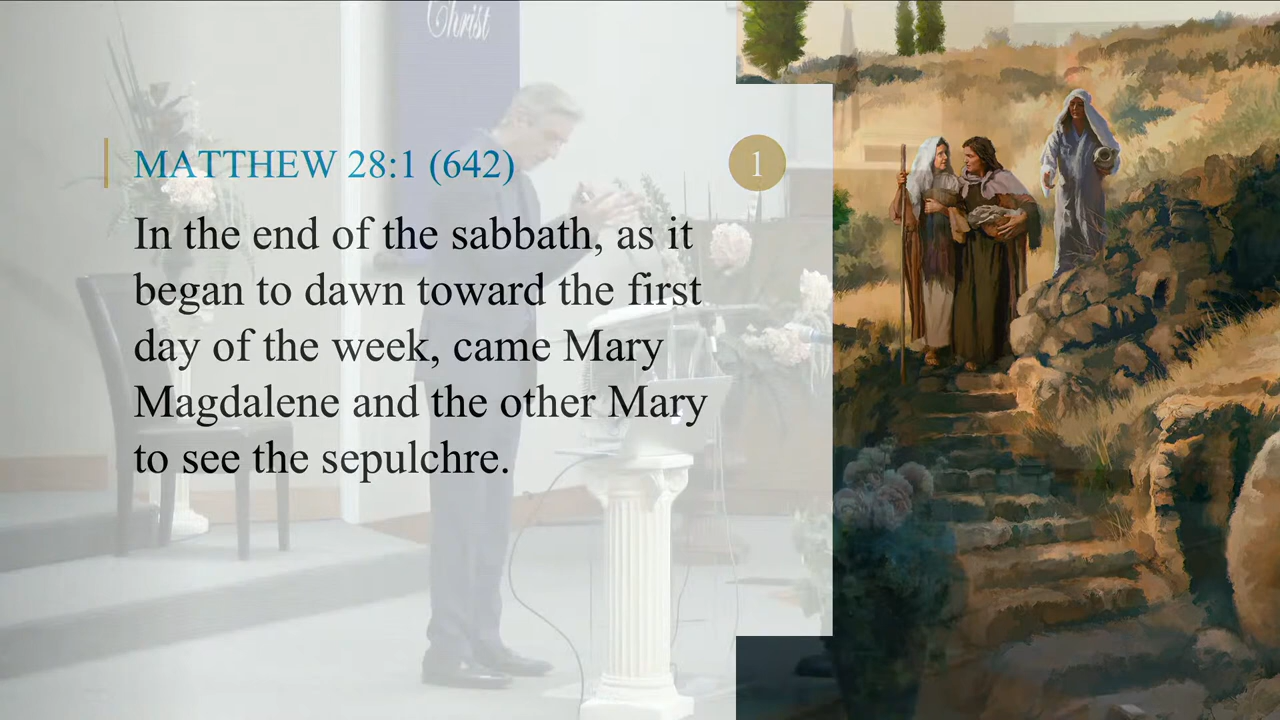 Christ
MATTHEW 28:1 (642)
1
In the end of the sabbath, as it
began to dawn toward the first
day of the week, came Mary
Magdalene and the other Mary
to see the sepulchre.